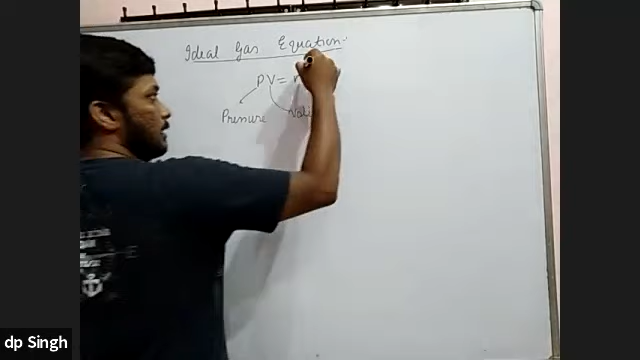 Ideal Gas Equation.
PV = n
Pressure
dp Singh